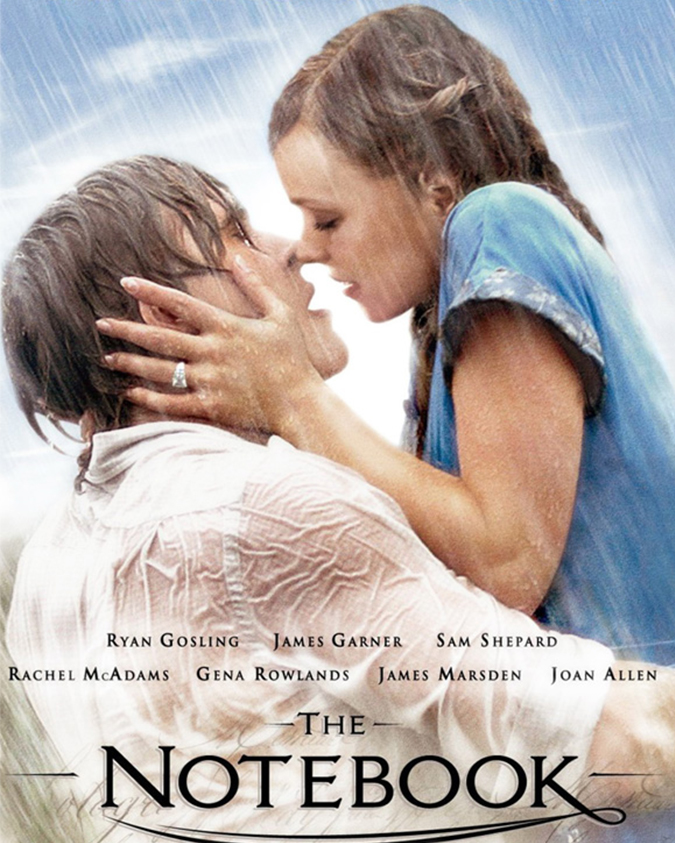 RYAN GOSLING JAMES GARNER SAM SHEPARD
RACHEL MCADAMS GENA ROWLANDS JAMES MARSDEN JOAN ALLEN
THE
NOTEBOOK